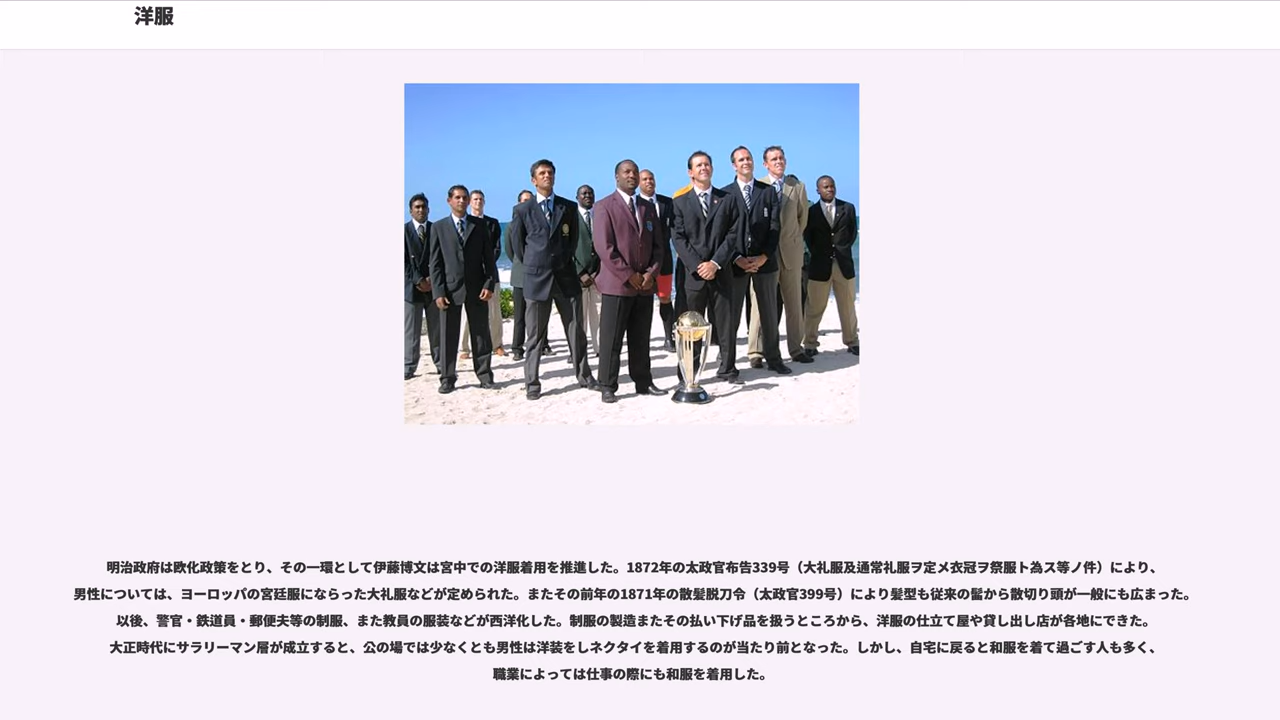 洋服
明治政府は欧化政策をとり、その一環として伊藤博文は宮中での洋服着用を推進した。1872年の太政官布告339号（大礼服及通常礼服ヲ定メ衣冠ヲ祭服ト為ス等ノ件）により、
男性については、ヨーロッパの宮廷服にならった大礼服などが定められた。またその前年の1871年の散髪脱刀令（太政官399号）により髪型も従来の髷から散切り頭が一般にも広まった。
以後、警官・鉄道員・郵便夫等の制服、また教員の服装などが西洋化した。制服の製造またその払い下げ品を扱うところから、洋服の仕立て屋や貸し出し店が各地にできた。
大正時代にサラリーマン層が成立すると、公の場では少なくとも男性は洋装をしネクタイを着用するのが当たり前となった。しかし、自宅に戻ると和服を着て過ごす人も多く、
職業によっては仕事の際にも和服を着用した。